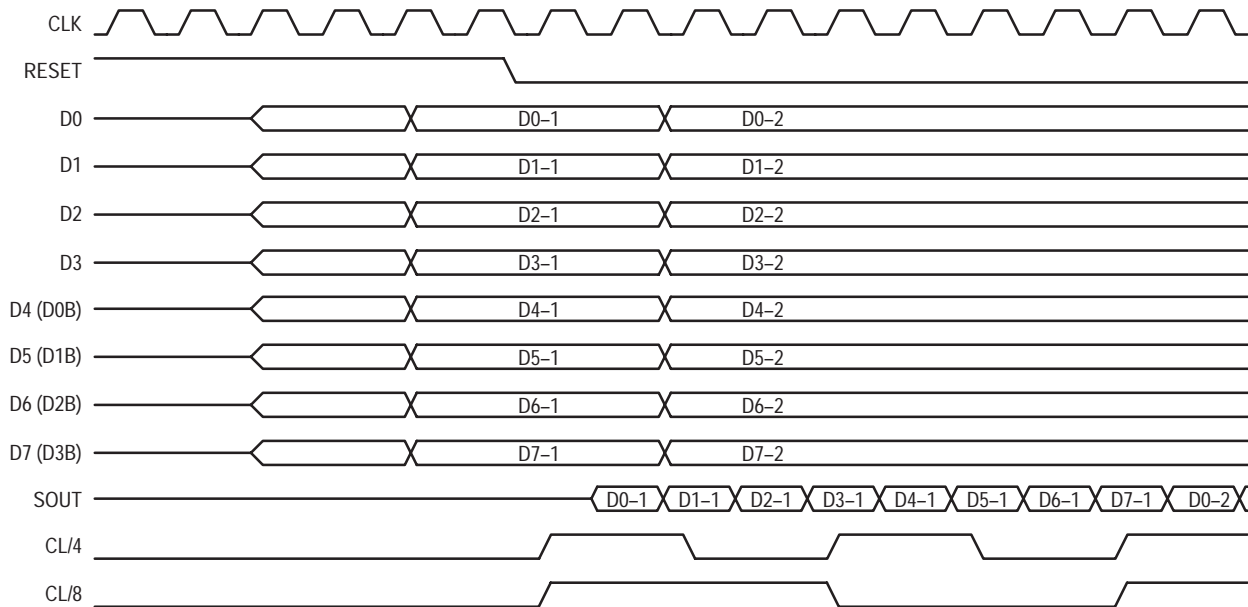 CLK
RESET
D0 D0–1 D0–2
D1 D1–1 D1–2
D2 D2–1 D2–2
D3 D3–1 D3–2
D4 (D0B) D4–1 D4–2
D5 (D1B) D5–1 D5–2
D6 (D2B) D6–1 D6–2
D7 (D3B) D7–1 D7–2
SOUT D0–1 D1–1 D2–1 D3–1 D4–1 D5–1 D6–1 D7–1 D0–2
CL/4
CL/8